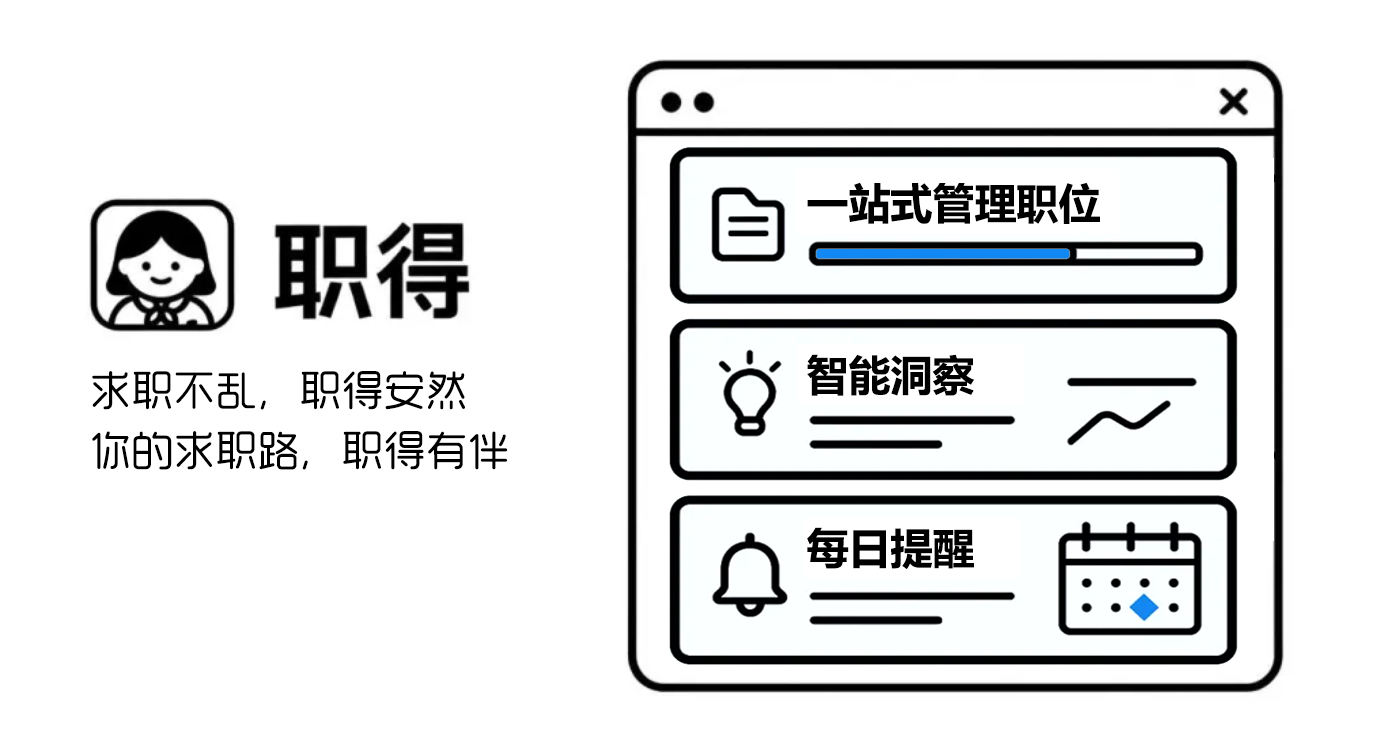 职得
求职不乱，职得安然
你的求职路，职得有伴
一站式管理职位
智能洞察
每日提醒